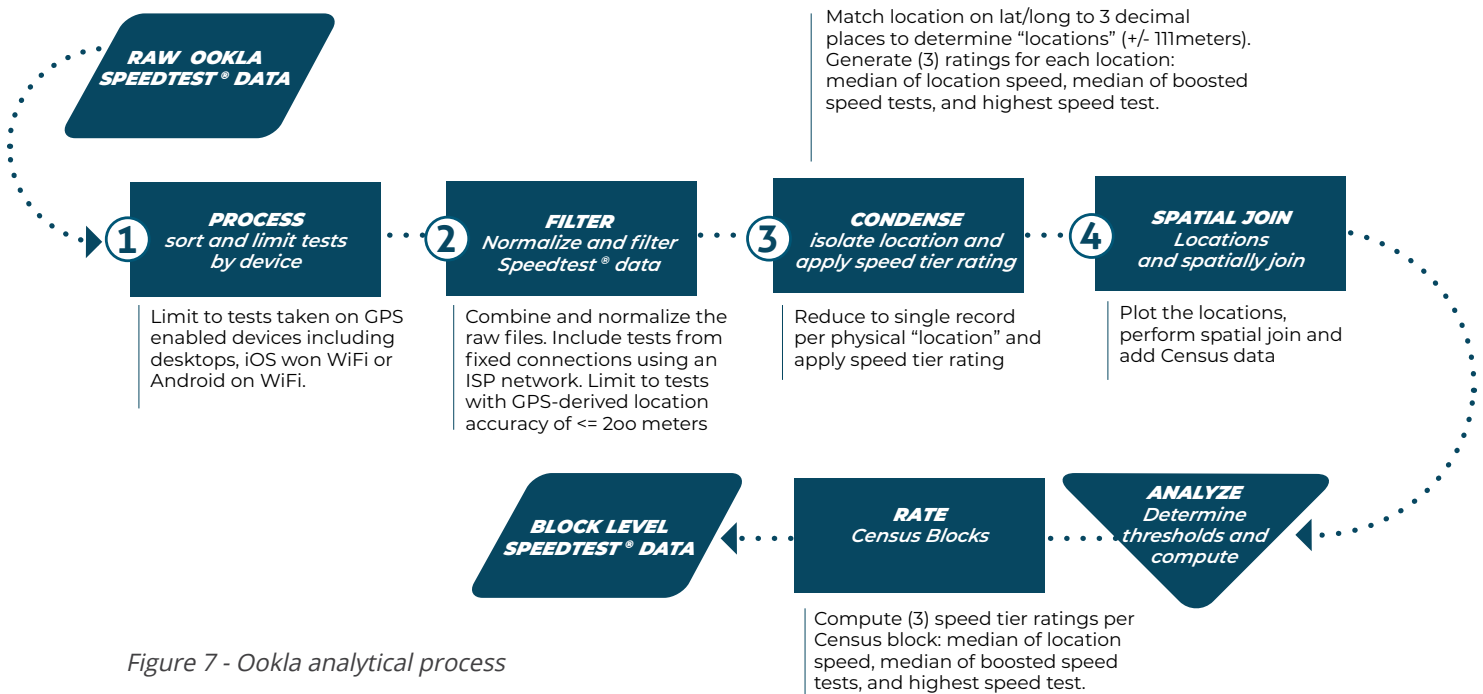 RAW OOKLA
SPEEDTEST ® DATA
Match location on lat/long to 3 decimal
places to determine “locations” (+/- 111meters).
Generate (3) ratings for each location:
median of location speed, median of boosted
speed tests, and highest speed test.
1
PROCESS
sort and limit tests
by device
Limit to tests taken on GPS
enabled devices including
desktops, iOS won WiFi or
Android on WiFi.
2
FILTER
Normalize and filter
Speedtest ® data
Combine and normalize the
raw files. Include tests from
fixed connections using an
ISP network. Limit to tests
with GPS-derived location
accuracy of <= 2oo meters
3
CONDENSE
isolate location and
apply speed tier rating
Reduce to single record
per physical “location” and
apply speed tier rating
4
SPATIAL JOIN
Locations
and spatially join
Plot the locations,
perform spatial join and
add Census data
ANALYZE
Determine
thresholds and
compute
RATE
Census Blocks
Compute (3) speed tier ratings per
Census block: median of location
speed, median of boosted speed
tests, and highest speed test.
BLOCK LEVEL
SPEEDTEST ® DATA
Figure 7 - Ookla analytical process